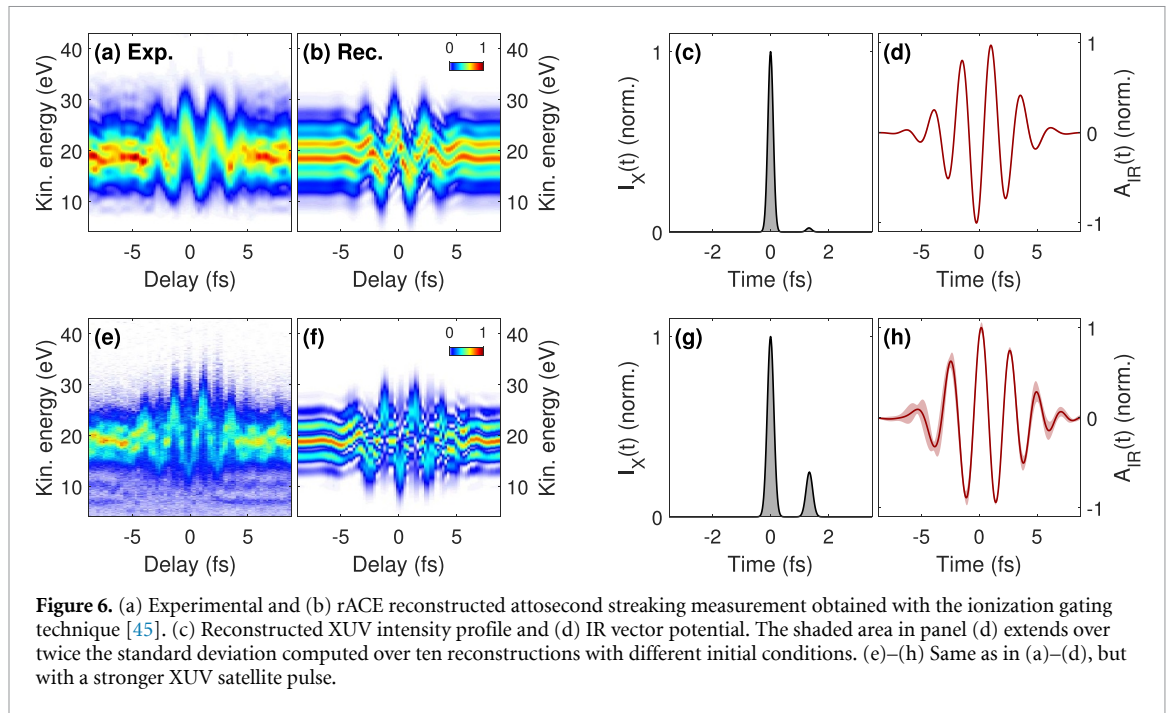 (a) Exp.
(b) Rec.
0 1
Kin. energy (eV)
40
30
20
10
-5 0 5
Delay (fs)
-5 0 5
Delay (fs)
40
30
20
10
Kin. energy (eV)
(c)
I_X(t) (norm.)
1
0
-2 0 2
Time (fs)
(d)
-5 0 5
Time (fs)
1
0
-1
A_IR(t) (norm.)
(e)
(f)
0 1
Kin. energy (eV)
40
30
20
10
-5 0 5
Delay (fs)
-5 0 5
Delay (fs)
40
30
20
10
Kin. energy (eV)
(g)
I_X(t) (norm.)
1
0
-2 0 2
Time (fs)
(h)
-5 0 5
Time (fs)
1
0
-1
A_IR(t) (norm.)
Figure 6. (a) Experimental and (b) rACE reconstructed attosecond streaking measurement obtained with the ionization gating
technique [45]. (c) Reconstructed XUV intensity profile and (d) IR vector potential. The shaded area in panel (d) extends over
twice the standard deviation computed over ten reconstructions with different initial conditions. (e)–(h) Same as in (a)–(d), but
with a stronger XUV satellite pulse.